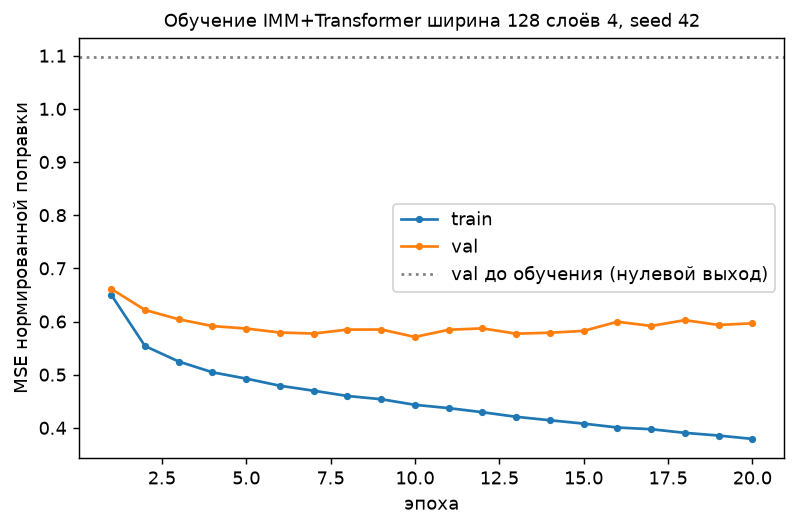 Обучение IMM+Transformer ширина 128 слоёв 4, seed 42
MSE нормированной поправки
1.1
1.0
0.9
0.8
0.7
0.6
0.5
0.4
train
val
val до обучения (нулевой выход)
2.5 5.0 7.5 10.0 12.5 15.0 17.5 20.0
эпоха